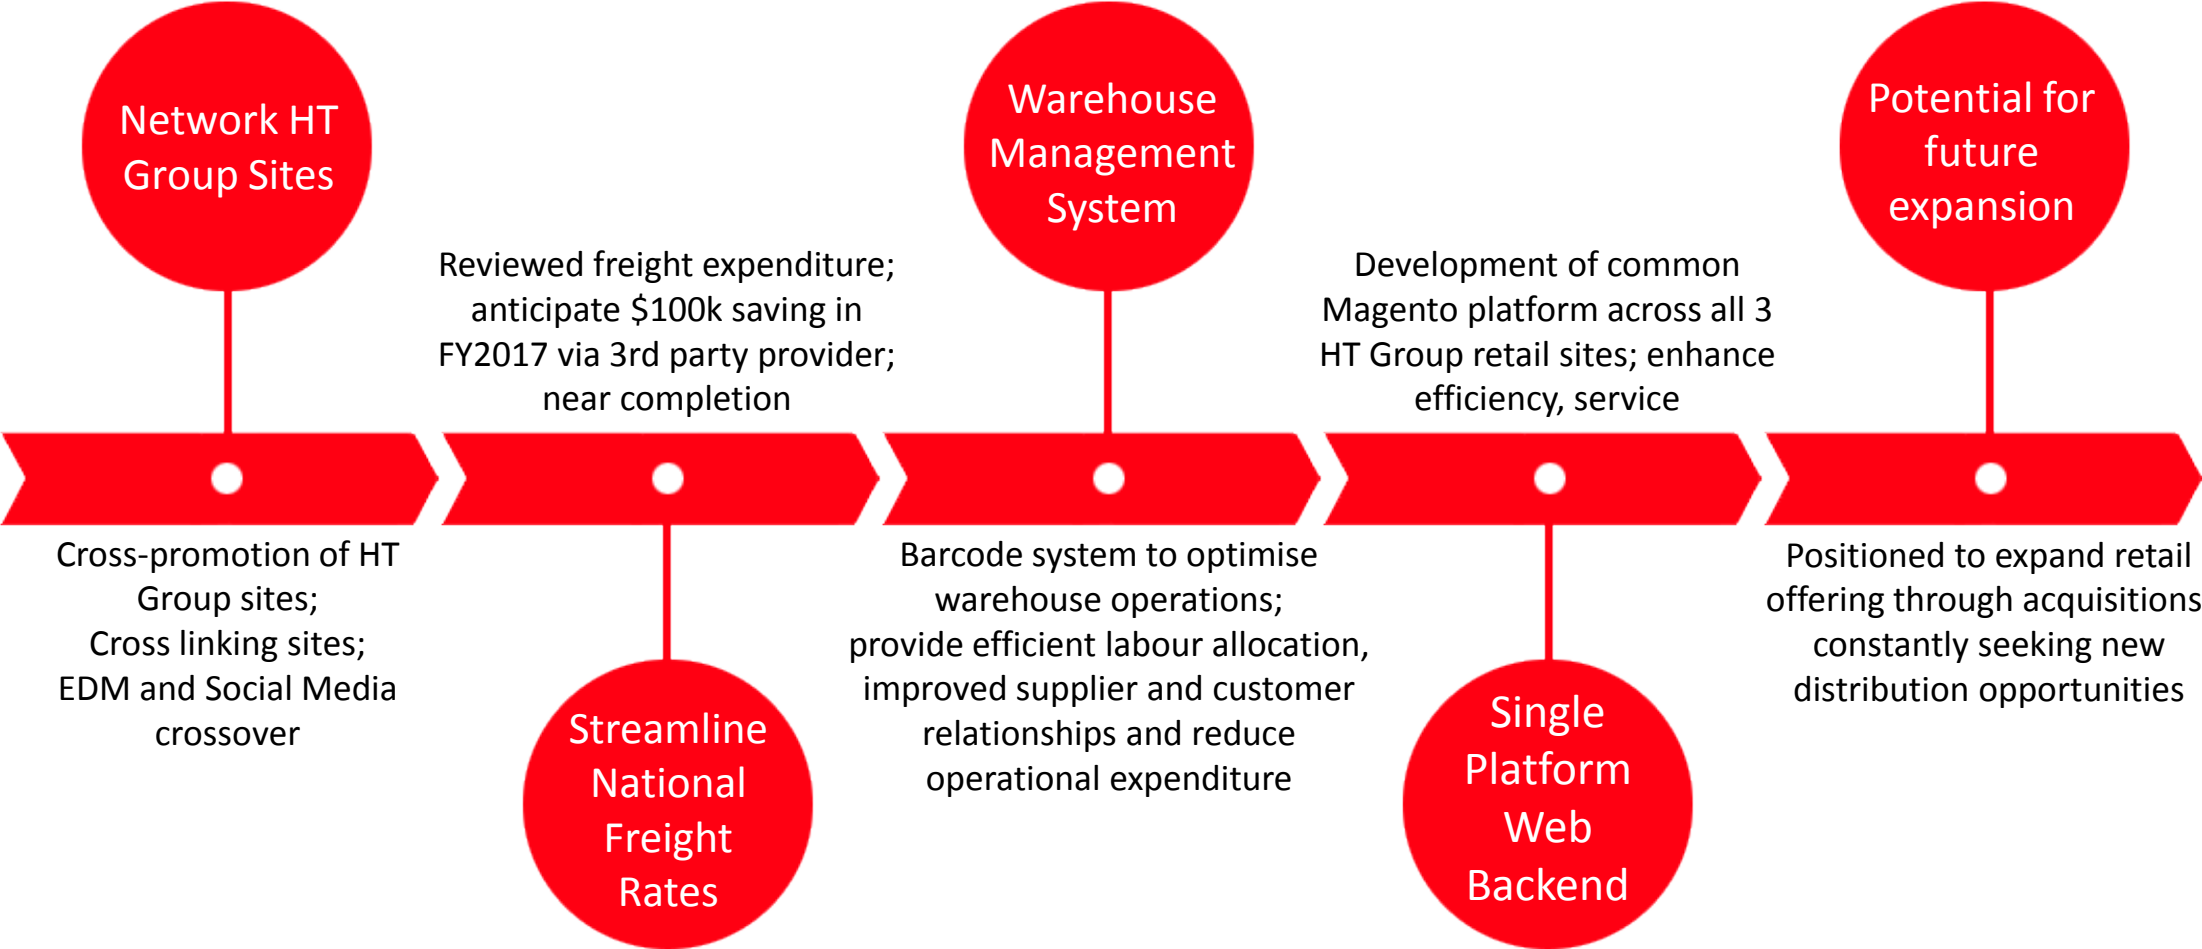 Network HT
Group Sites
Cross-promotion of HT
Group sites;
Cross linking sites;
EDM and Social Media
crossover
Reviewed freight expenditure;
anticipate $100k saving in
FY2017 via 3rd party provider;
near completion
Streamline
National
Freight
Rates
Warehouse
Management
System
Barcode system to optimise
warehouse operations;
provide efficient labour allocation,
improved supplier and customer
relationships and reduce
operational expenditure
Development of common
Magento platform across all 3
HT Group retail sites; enhance
efficiency, service
Single
Platform
Web
Backend
Potential for
future
expansion
Positioned to expand retail
offering through acquisitions
constantly seeking new
distribution opportunities